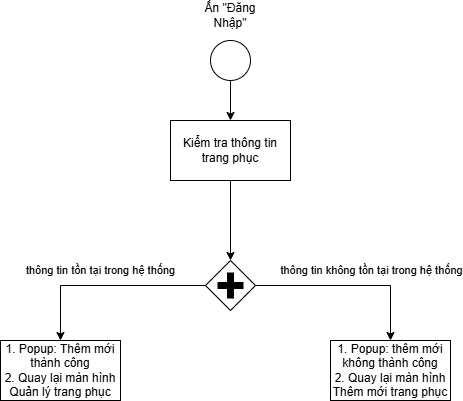 Ấn "Đăng
Nhập"
Kiểm tra thông tin
trang phục
thông tin tồn tại trong hệ thống
thông tin không tồn tại trong hệ thống
1. Popup: Thêm mới
thành công
2. Quay lại màn hình
Quản lý trang phục
1. Popup: thêm mới
không thành công
2. Quay lại màn hình
Thêm mới trang phục